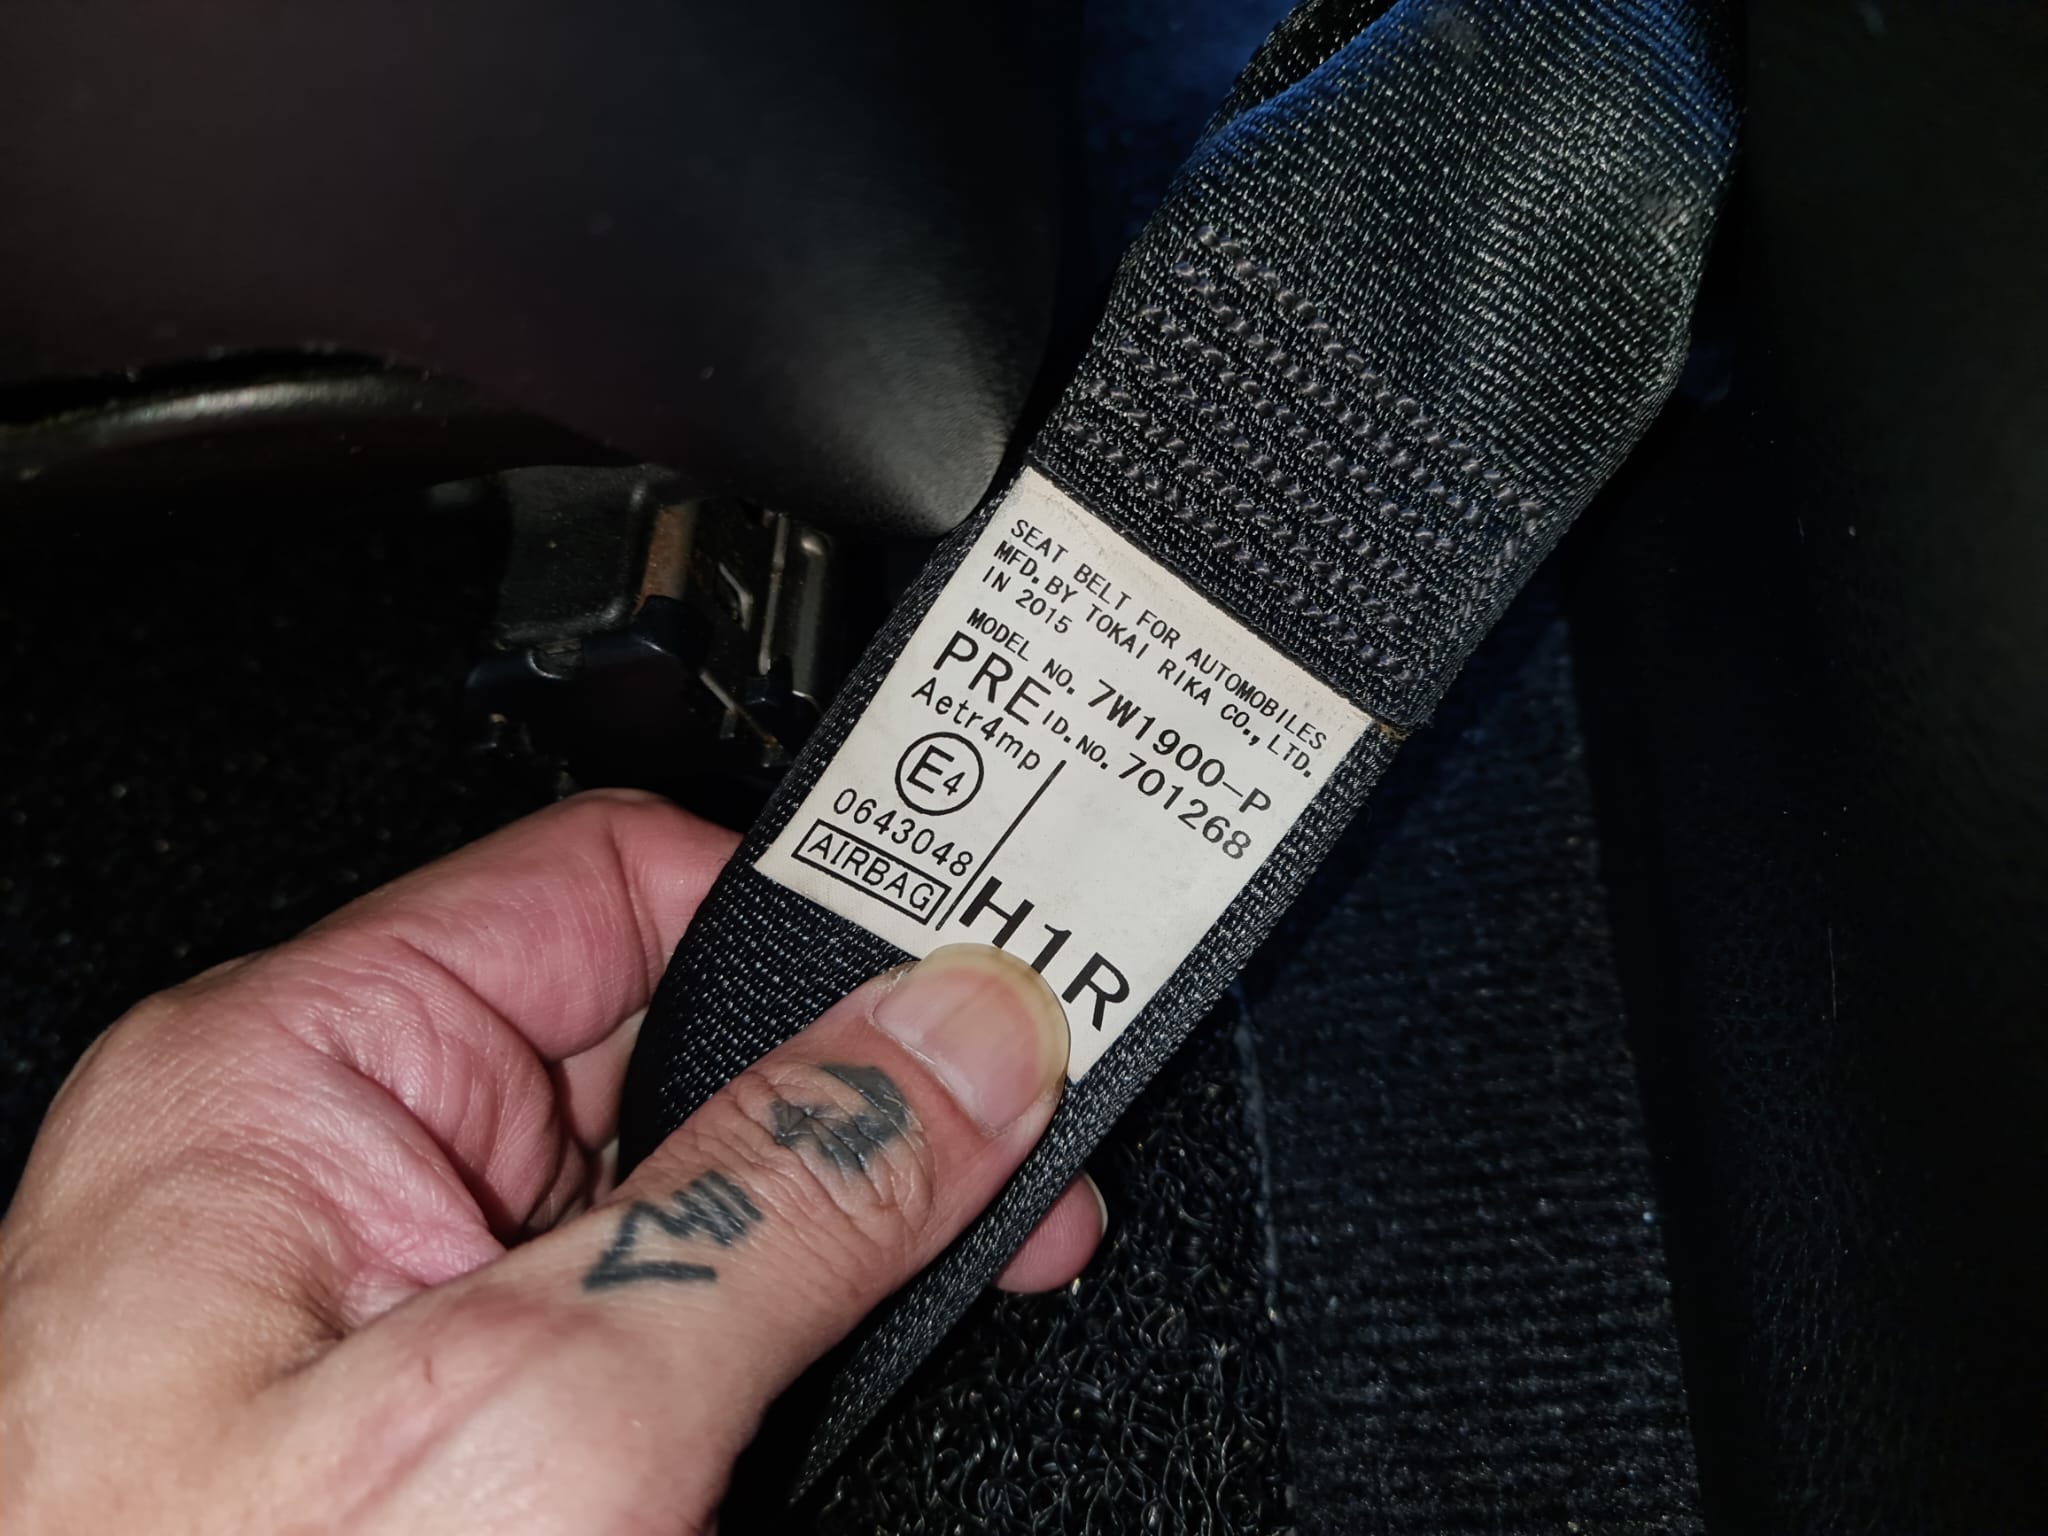 SEAT BELT FOR AUTOMOBILES
MFD. BY TOKAI RIKA CO., LTD.
IN 2015
MODEL NO. 7W1900-P
PRE ID. NO. 701268
Aetr4mp
E4
0643048
AIRBAG
H1R